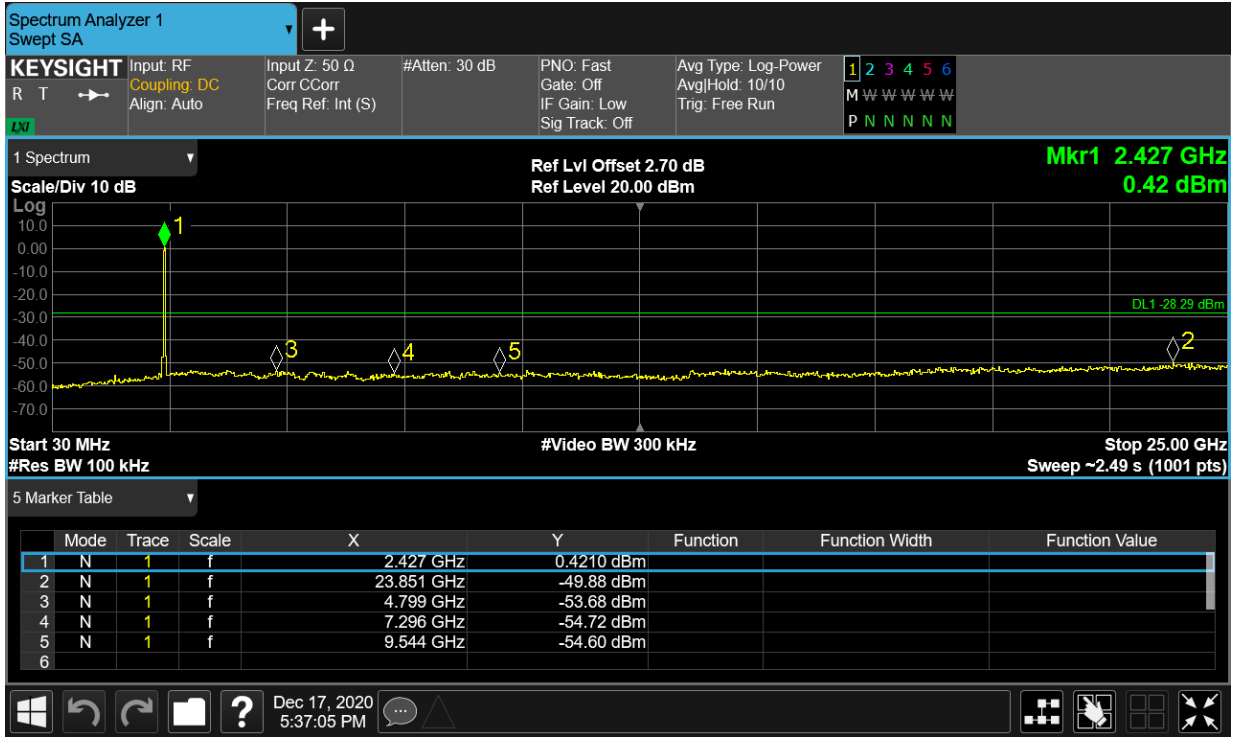 Spectrum Analyzer 1
Swept SA
KEYSIGHT
R T
LXI
Input: RF
Coupling: DC
Align: Auto
Input Z: 50 Ω
Corr CCorr
Freq Ref: Int (S)
#Atten: 30 dB
PNO: Fast
Gate: Off
IF Gain: Low
Sig Track: Off
Avg Type: Log-Power
Avg|Hold: 10/10
Trig: Free Run
1 2 3 4 5 6
M W W W W W
P N N N N N
1 Spectrum
Scale/Div 10 dB
Ref Lvl Offset 2.70 dB
Ref Level 20.00 dBm
Mkr1 2.427 GHz
0.42 dBm
Log
10.0
0.00
-10.0
-20.0
-30.0
-40.0
-50.0
-60.0
-70.0
1
DL1 -28.29 dBm
3
4
5
2
Start 30 MHz
#Video BW 300 kHz
Stop 25.00 GHz
#Res BW 100 kHz
Sweep ~2.49 s (1001 pts)
5 Marker Table
Mode Trace Scale X Y Function Function Width Function Value
1 N 1 f 2.427 GHz 0.4210 dBm
2 N 1 f 23.851 GHz -49.88 dBm
3 N 1 f 4.799 GHz -53.68 dBm
4 N 1 f 7.296 GHz -54.72 dBm
5 N 1 f 9.544 GHz -54.60 dBm
6
?
Dec 17, 2020
5:37:05 PM